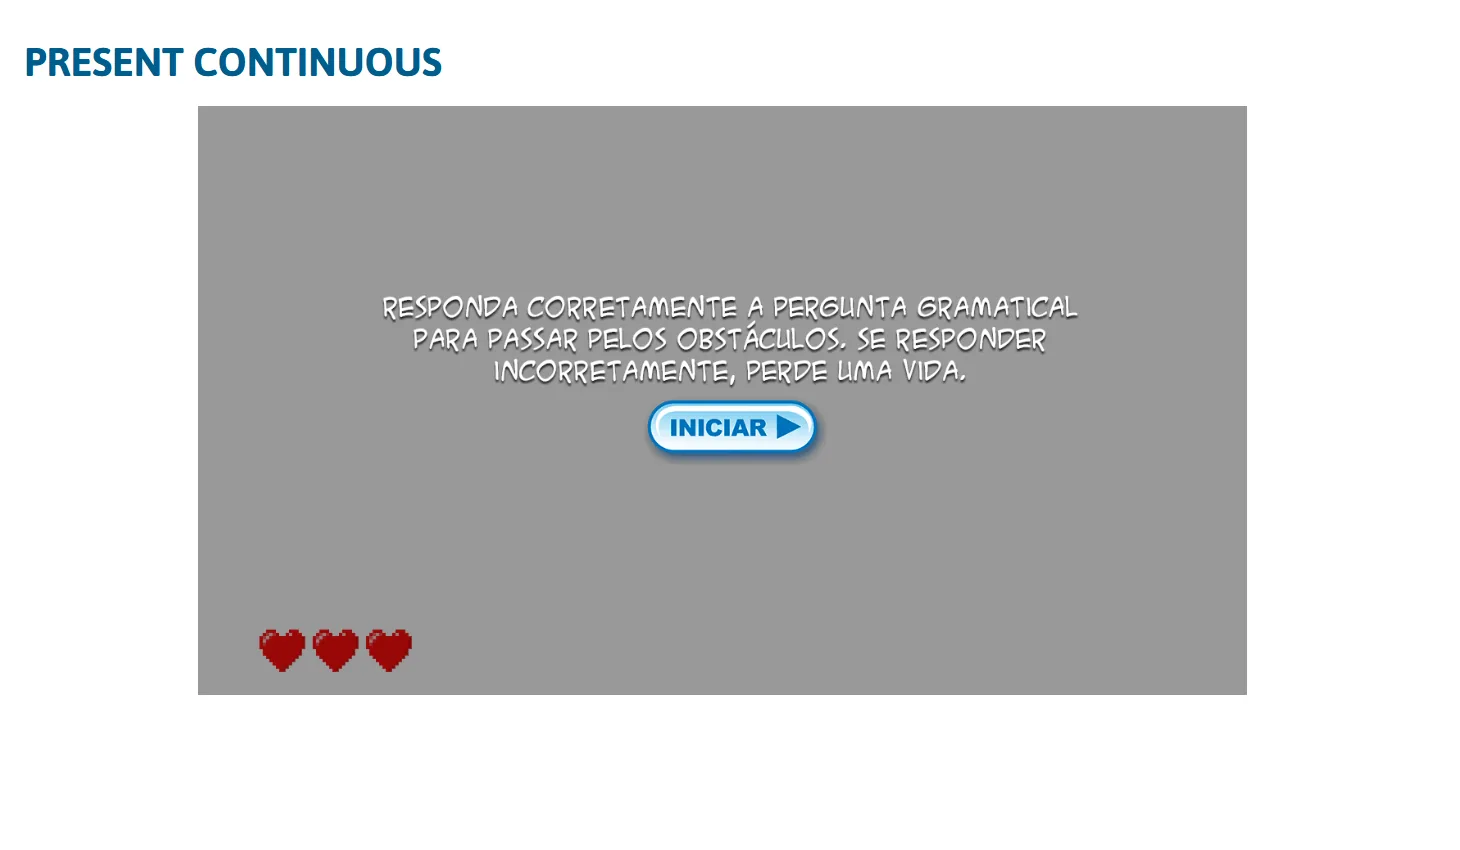 PRESENT CONTINUOUS
RESPONDA CORRETAMENTE A PERGUNTA GRAMATICAL
PARA PASSAR PELOS OBSTÁCULOS. SE RESPONDER
INCORRETAMENTE, PERDE UMA VIDA.
INICIAR